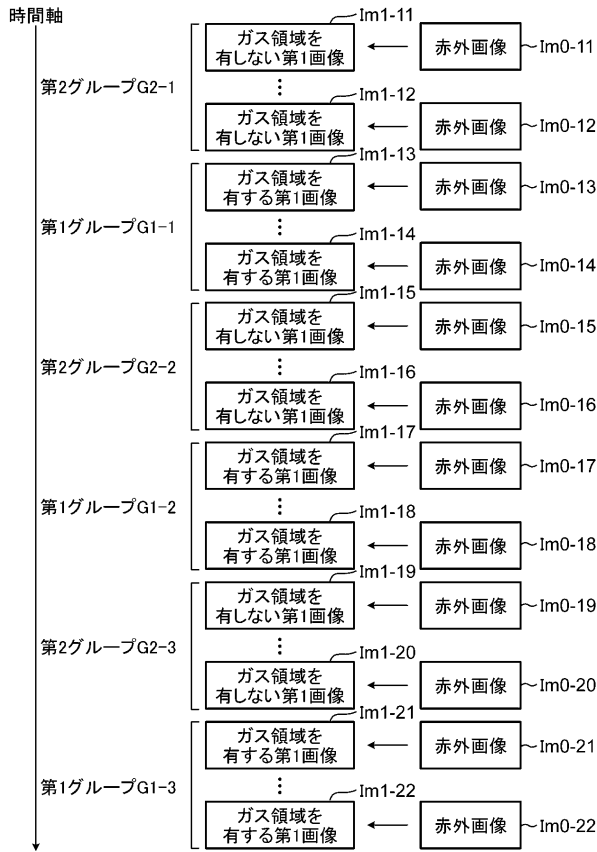 時間軸
第2グループG2-1
ガス領域を
有しない第1画像
Im1-11
赤外画像
Im0-11
ガス領域を
有しない第1画像
Im1-12
赤外画像
Im0-12
第1グループG1-1
ガス領域を
有する第1画像
Im1-13
赤外画像
Im0-13
ガス領域を
有する第1画像
Im1-14
赤外画像
Im0-14
第2グループG2-2
ガス領域を
有しない第1画像
Im1-15
赤外画像
Im0-15
ガス領域を
有しない第1画像
Im1-16
赤外画像
Im0-16
第1グループG1-2
ガス領域を
有する第1画像
Im1-17
赤外画像
Im0-17
ガス領域を
有する第1画像
Im1-18
赤外画像
Im0-18
第2グループG2-3
ガス領域を
有しない第1画像
Im1-19
赤外画像
Im0-19
ガス領域を
有しない第1画像
Im1-20
赤外画像
Im0-20
第1グループG1-3
ガス領域を
有する第1画像
Im1-21
赤外画像
Im0-21
ガス領域を
有する第1画像
Im1-22
赤外画像
Im0-22